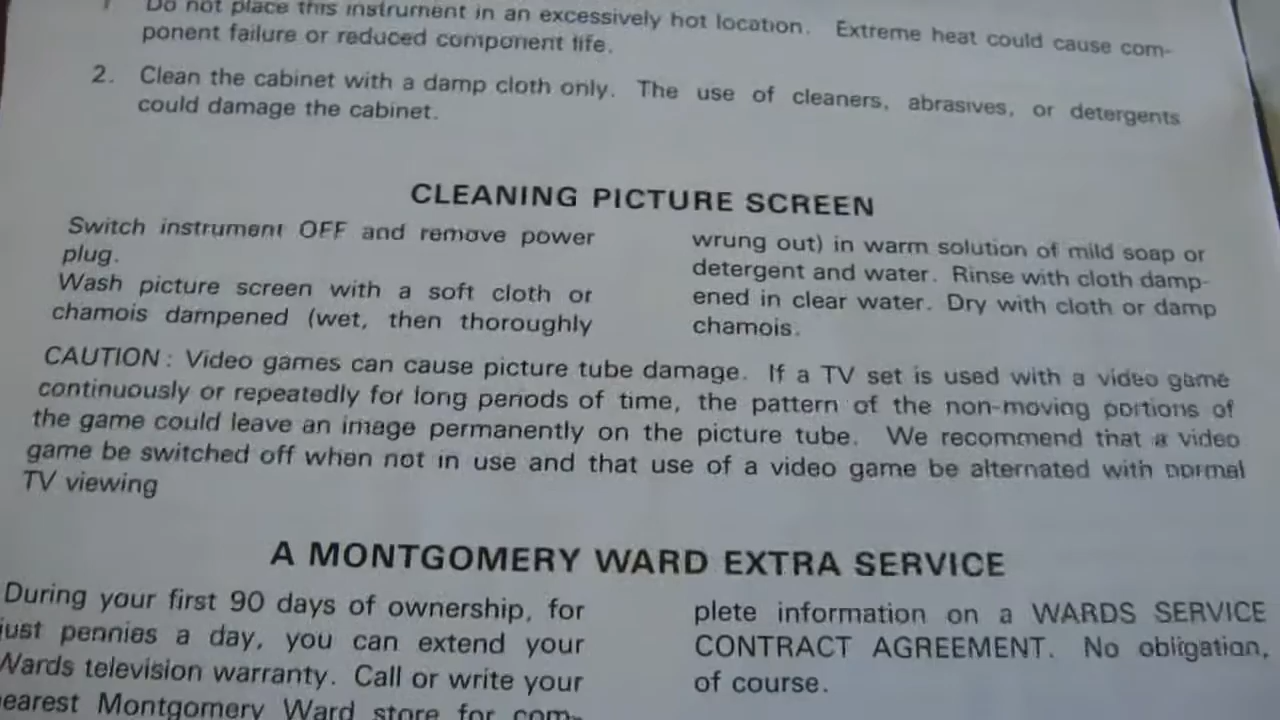 Do not place this instrument in an excessively hot location. Extreme heat could cause com-
ponent failure or reduced component life.
2. Clean the cabinet with a damp cloth only. The use of cleaners, abrasives, or detergents
could damage the cabinet.
CLEANING PICTURE SCREEN
Switch instrument OFF and remove power
plug.
Wash picture screen with a soft cloth or
chamois dampened (wet, then thoroughly
wrung out) in warm solution of mild soap or
detergent and water. Rinse with cloth damp-
ened in clear water. Dry with cloth or damp
chamois.
CAUTION: Video games can cause picture tube damage. If a TV set is used with a video game
continuously or repeatedly for long periods of time, the pattern of the non-moving portions of
the game could leave an image permanently on the picture tube. We recommend that a video
game be switched off when not in use and that use of a video game be alternated with normal
TV viewing
A MONTGOMERY WARD EXTRA SERVICE
During your first 90 days of ownership, for
just pennies a day, you can extend your
Wards television warranty. Call or write your
nearest Montgomery Ward store for com-
plete information on a WARDS SERVICE
CONTRACT AGREEMENT. No obligation,
of course.